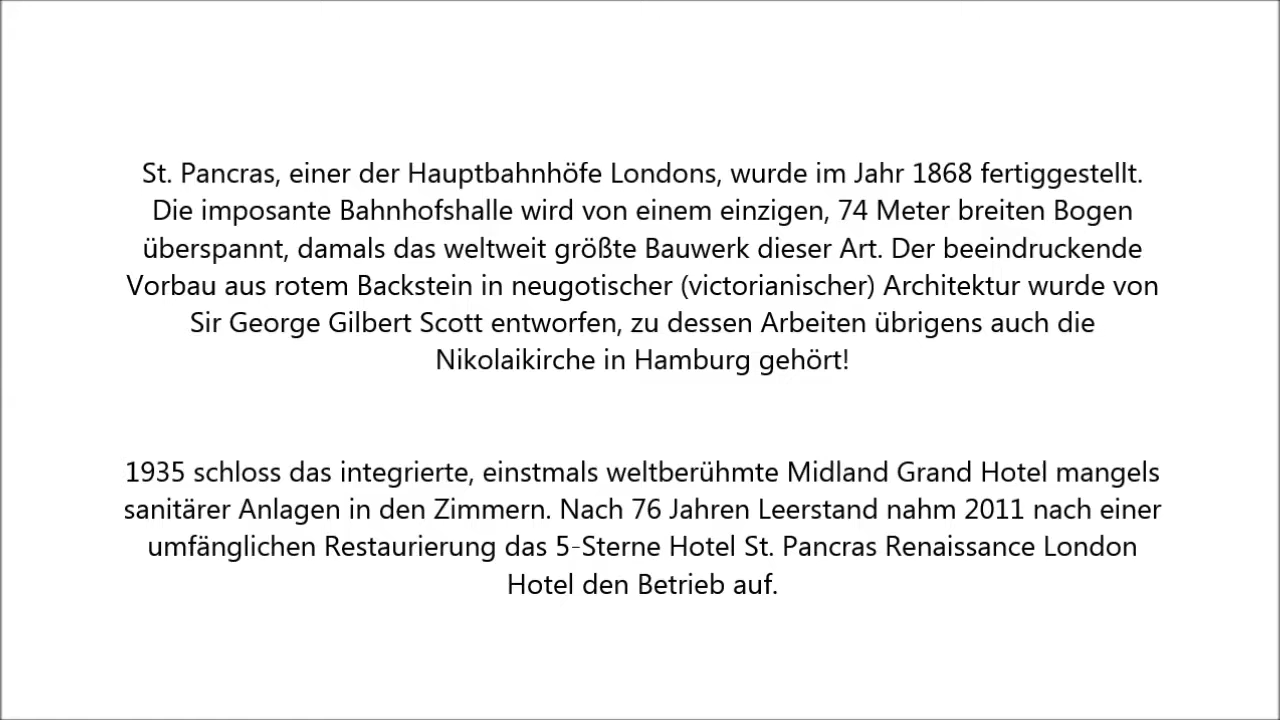 St. Pancras, einer der Hauptbahnhöfe Londons, wurde im Jahr 1868 fertiggestellt.
Die imposante Bahnhofshalle wird von einem einzigen, 74 Meter breiten Bogen
überspannt, damals das weltweit größte Bauwerk dieser Art. Der beeindruckende
Vorbau aus rotem Backstein in neugotischer (victorianischer) Architektur wurde von
Sir George Gilbert Scott entworfen, zu dessen Arbeiten übrigens auch die
Nikolaikirche in Hamburg gehört!
1935 schloss das integrierte, einstmals weltberühmte Midland Grand Hotel mangels
sanitärer Anlagen in den Zimmern. Nach 76 Jahren Leerstand nahm 2011 nach einer
umfänglichen Restaurierung das 5-Sterne Hotel St. Pancras Renaissance London
Hotel den Betrieb auf.